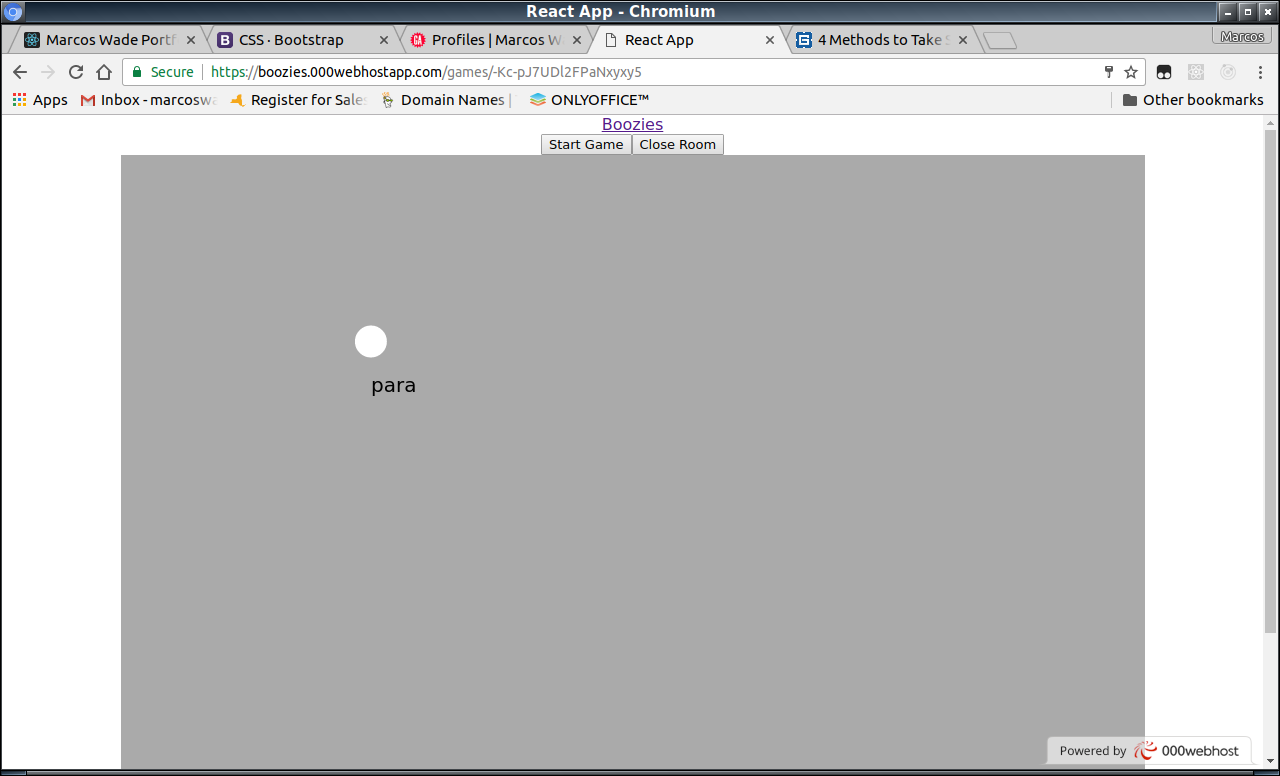 React App - Chromium
Marcos Wade Portf
CSS · Bootstrap
Profiles | Marcos W
React App
4 Methods to Take S
Marcos
Secure
https://boozies.000webhostapp.com/games/-Kc-pJ7UDl2FPaNxyxy5
Apps
Inbox - marcoswa
Register for Sales
Domain Names |
ONLYOFFICE™
Other bookmarks
Boozies
Start Game
Close Room
para
Powered by 000webhost